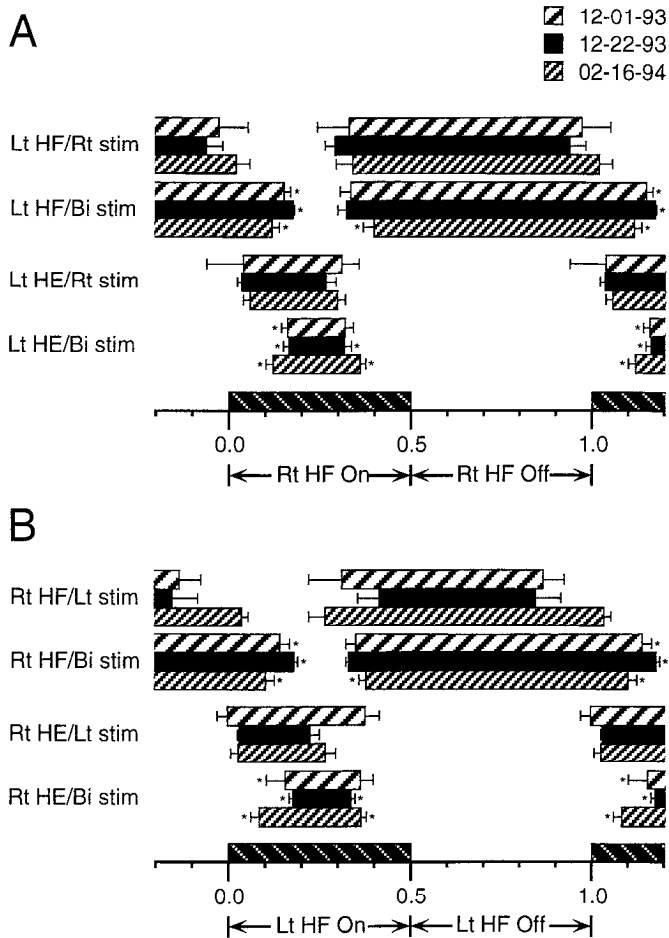 A
12-01-93
12-22-93
02-16-94
Lt HF/Rt stim
Lt HF/Bi stim
Lt HE/Rt stim
Lt HE/Bi stim
0.0 0.5 1.0
Rt HF On Rt HF Off
B
Rt HF/Lt stim
Rt HF/Bi stim
Rt HE/Lt stim
Rt HE/Bi stim
0.0 0.5 1.0
Lt HF On Lt HF Off